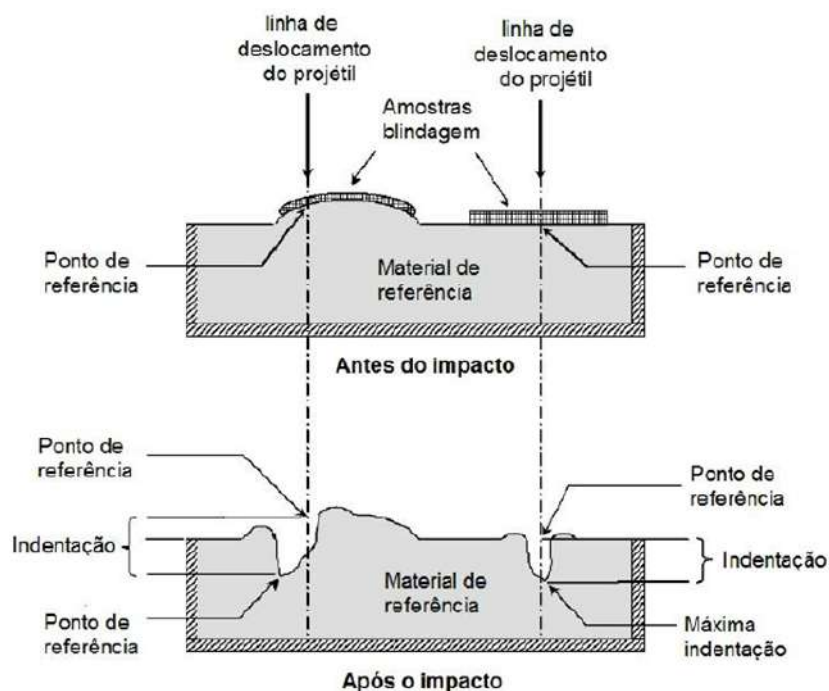 linha de
deslocamento
do projétil
linha de
deslocamento
do projétil
Amostras
blindagem
Ponto de
referência
Material de
referência
Ponto de
referência
Antes do impacto
Ponto de
referência
Ponto de
referência
Indentação
Indentação
Material de
referência
Ponto de
referência
Máxima
indentação
Após o impacto